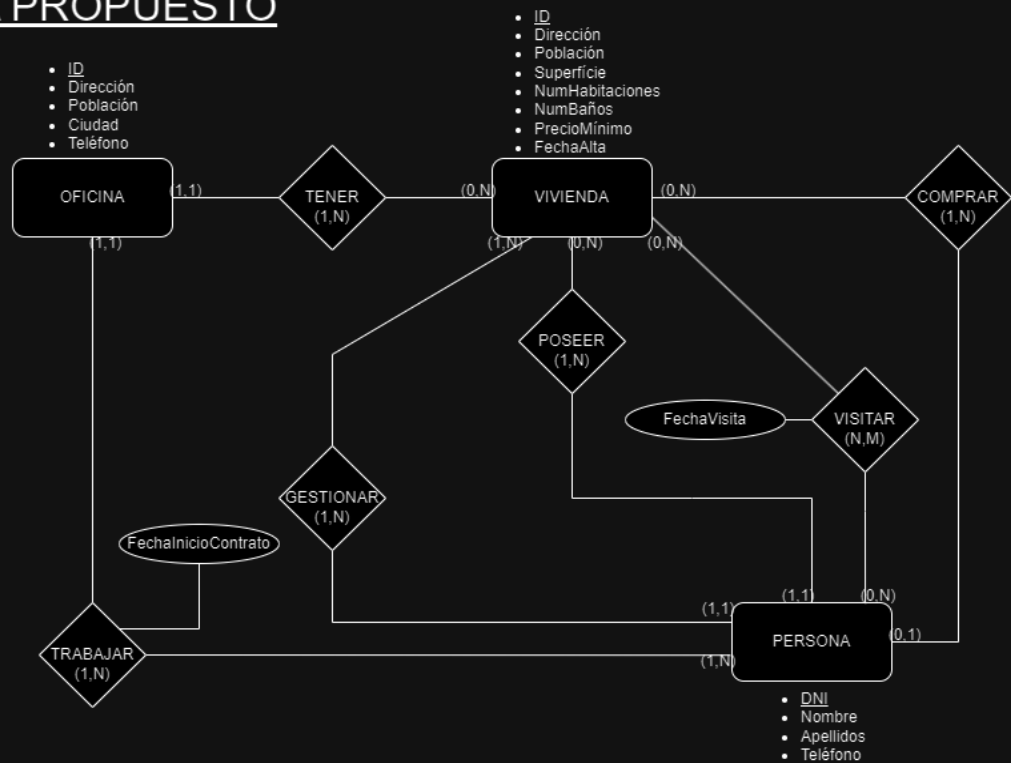 PROPUESTO
ID
Dirección
Población
Superfície
NumHabitaciones
NumBaños
PrecioMínimo
FechaAlta
ID
Dirección
Población
Ciudad
Teléfono
OFICINA
(1,1)
(1,1)
TENER
(1,N)
(0,N)
VIVIENDA
(0,N)
(1,N)
(0,N)
(0,N)
COMPRAR
(1,N)
POSEER
(1,N)
FechaVisita
VISITAR
(N,M)
GESTIONAR
(1,N)
FechaInicioContrato
TRABAJAR
(1,N)
(1,1)
(1,1)
(0,N)
(0,1)
(1,N)
PERSONA
DNI
Nombre
Apellidos
Teléfono